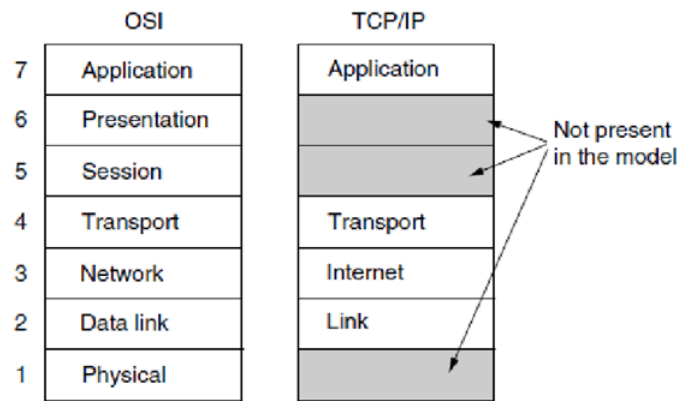 OSI TCP/IP
7 Application Application
6 Presentation
5 Session
Not present
in the model
4 Transport Transport
3 Network Internet
2 Data link Link
1 Physical